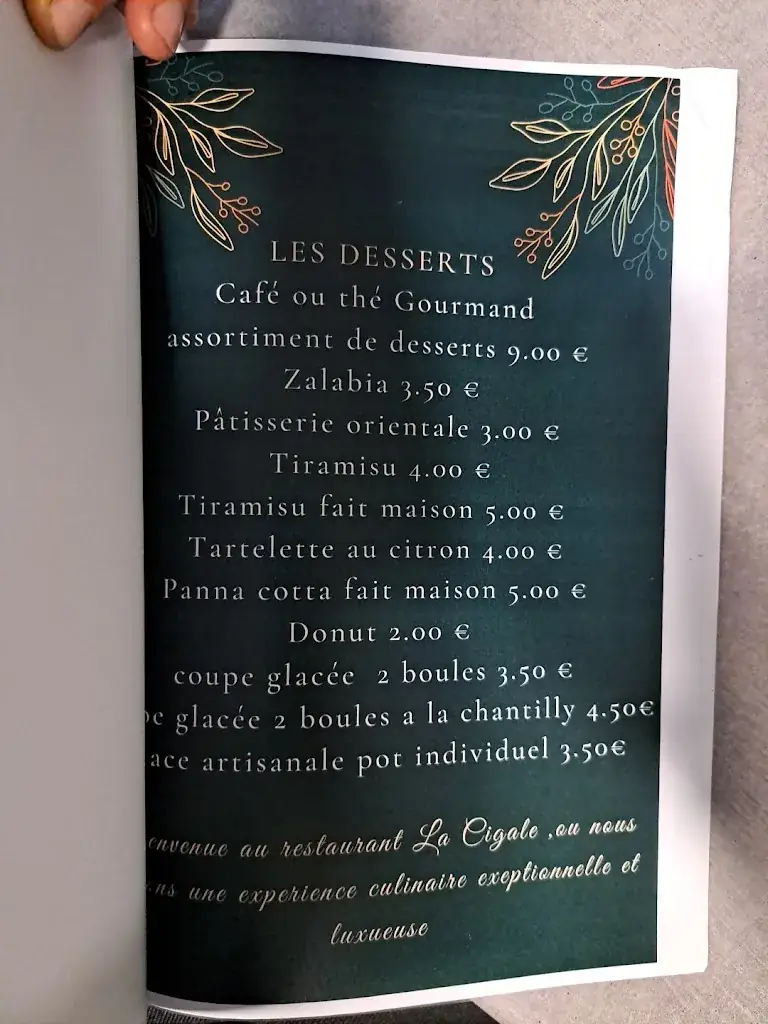 LES DESSERTS
Café ou thé Gourmand
assortiment de desserts 9.00 €
Zalabia 3.50 €
Pâtisserie orientale 3.00 €
Tiramisu 4.00 €
Tiramisu fait maison 5.00 €
Tartelette au citron 4.00 €
Panna cotta fait maison 5.00 €
Donut 2.00 €
coupe glacée 2 boules 3.50 €
glacée 2 boules a la chantilly 4.50€
artisanale pot individuel 3.50€
au restaurant La Cigale ,ou nous
une experience culinaire exeptionnelle et
luxueuse